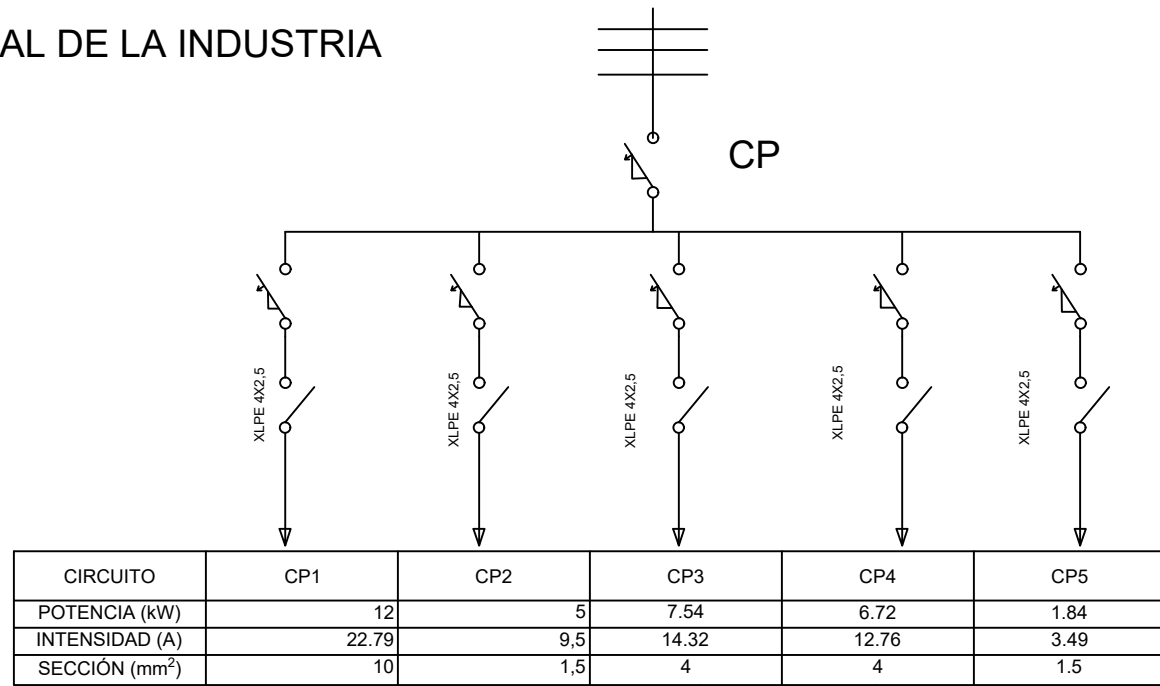 AL DE LA INDUSTRIA
CP
XLPE 4X2,5
XLPE 4X2,5
XLPE 4X2,5
XLPE 4X2,5
XLPE 4X2,5
CIRCUITO CP1 CP2 CP3 CP4 CP5
POTENCIA (kW) 12 5 7.54 6.72 1.84
INTENSIDAD (A) 22.79 9,5 14.32 12.76 3.49
SECCIÓN (mm²) 10 1,5 4 4 1.5